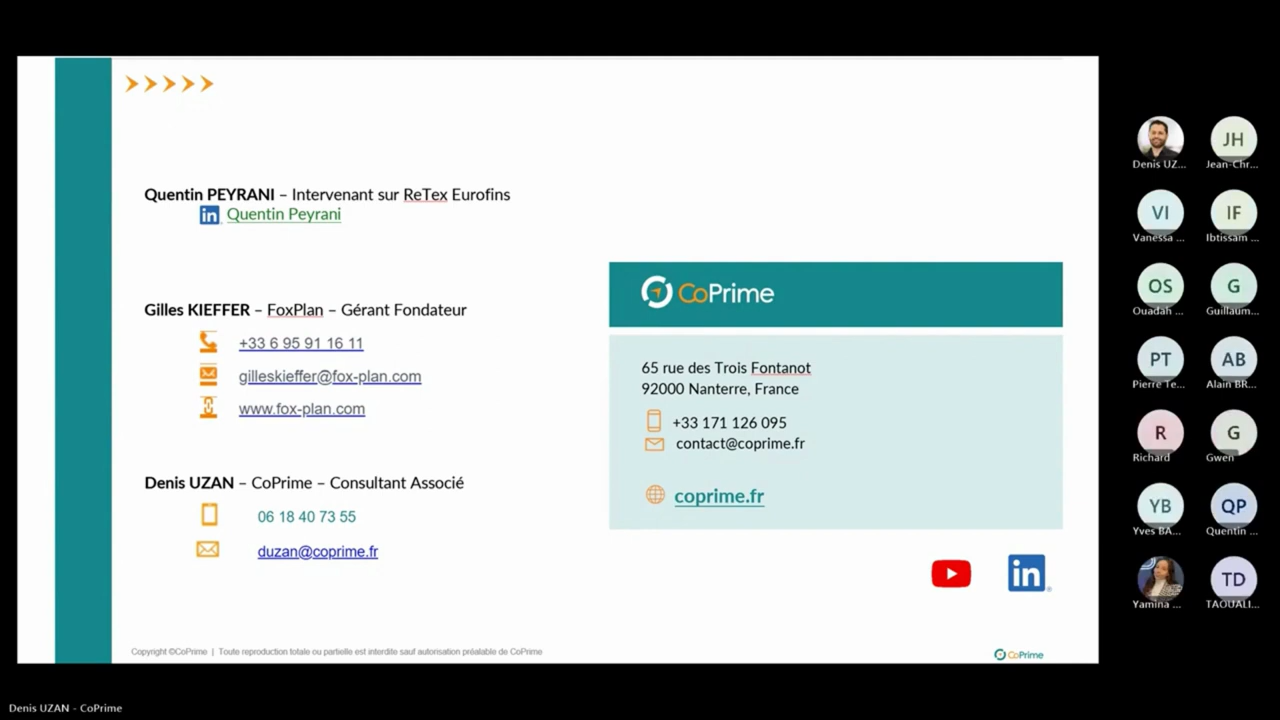 Quentin PEYRANI – Intervenant sur ReTex Eurofins
in Quentin Peyrani
Gilles KIEFFER – FoxPlan – Gérant Fondateur
+33 6 95 91 16 11
gilleskieffer@fox-plan.com
www.fox-plan.com
Denis UZAN – CoPrime – Consultant Associé
06 18 40 73 55
duzan@coprime.fr
CoPrime
65 rue des Trois Fontanot
92000 Nanterre, France
+33 171 126 095
contact@coprime.fr
coprime.fr
in
Copyright ©CoPrime | Toute reproduction totale ou partielle est interdite sauf autorisation préalable de CoPrime
CoPrime
Denis UZ...
JH
Jean-Chr...
VI
Vanessa ...
IF
Ibtissam ...
OS
Ouadah ...
G
Guillaum...
PT
Pierre Te...
AB
Alain BR...
R
Richard
G
Gwen
YB
Yves BA...
QP
Quentin ...
Yamina ...
TD
TAOUALI...
Denis UZAN - CoPrime